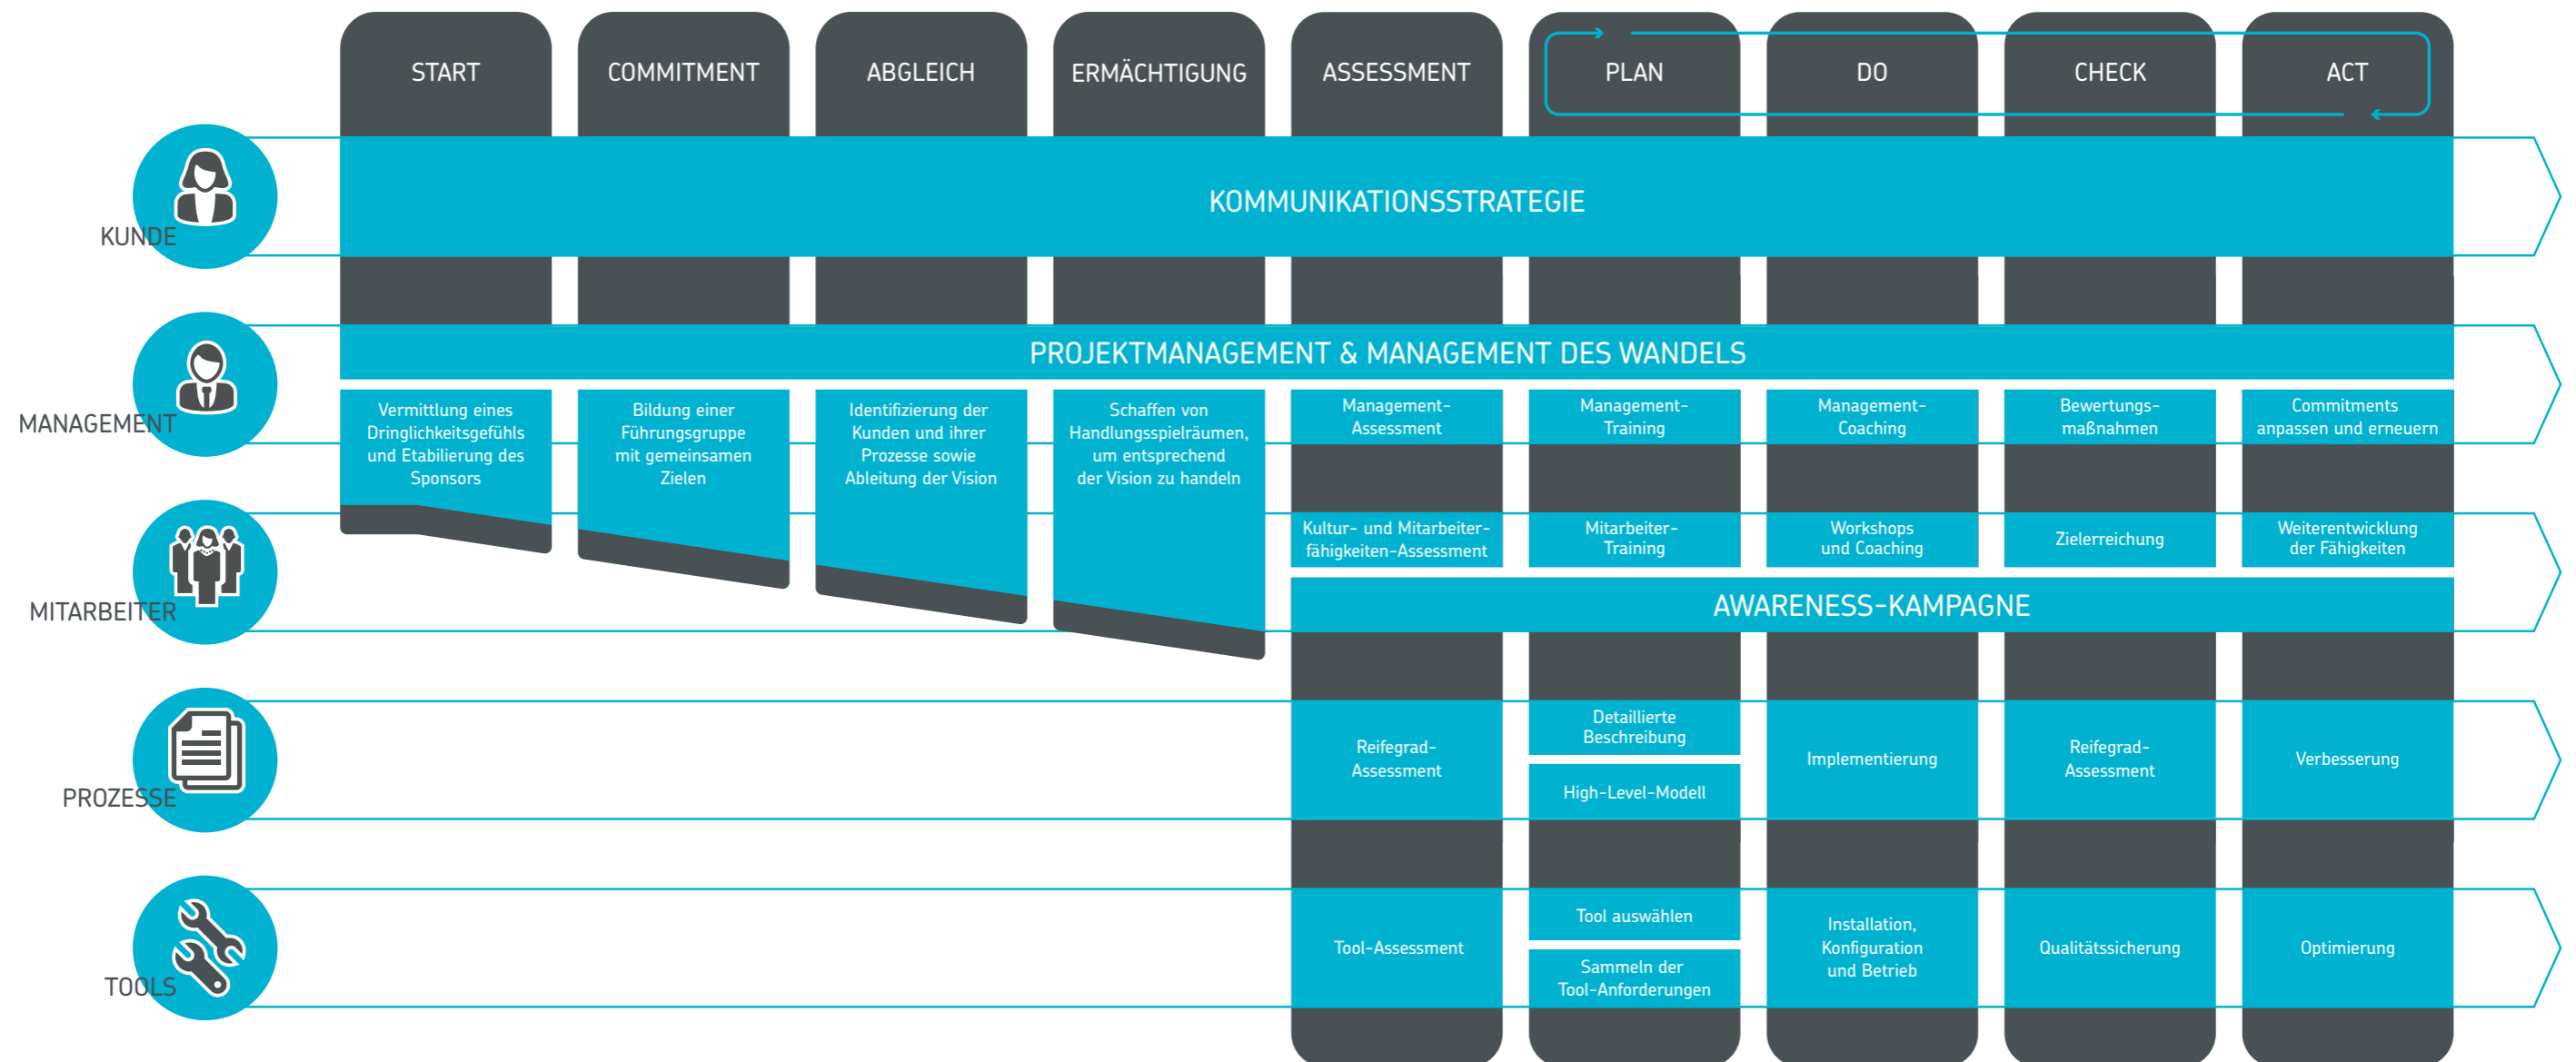 START
COMMITMENT
ABGLEICH
ERMÄCHTIGUNG
ASSESSMENT
PLAN
DO
CHECK
ACT
KUNDE
KOMMUNIKATIONSSTRATEGIE
MANAGEMENT
PROJEKTMANAGEMENT & MANAGEMENT DES WANDELS
Vermittlung eines
Dringlichkeitsgefühls
und Etabilierung des
Sponsors
Bildung einer
Führungsgruppe
mit gemeinsamen
Zielen
Identifizierung der
Kunden und ihrer
Prozesse sowie
Ableitung der Vision
Schaffen von
Handlungsspielräumen,
um entsprechend
der Vision zu handeln
Management-
Assessment
Management-
Training
Management-
Coaching
Bewertungs-
maßnahmen
Commitments
anpassen und erneuern
MITARBEITER
Kultur- und Mitarbeiter-
fähigkeiten-Assessment
Mitarbeiter-
Training
Workshops
und Coaching
Zielerreichung
Weiterentwicklung
der Fähigkeiten
AWARENESS-KAMPAGNE
PROZESSE
Reifegrad-
Assessment
Detaillierte
Beschreibung
High-Level-Modell
Implementierung
Reifegrad-
Assessment
Verbesserung
TOOLS
Tool-Assessment
Tool auswählen
Sammeln der
Tool-Anforderungen
Installation,
Konfiguration
und Betrieb
Qualitätssicherung
Optimierung